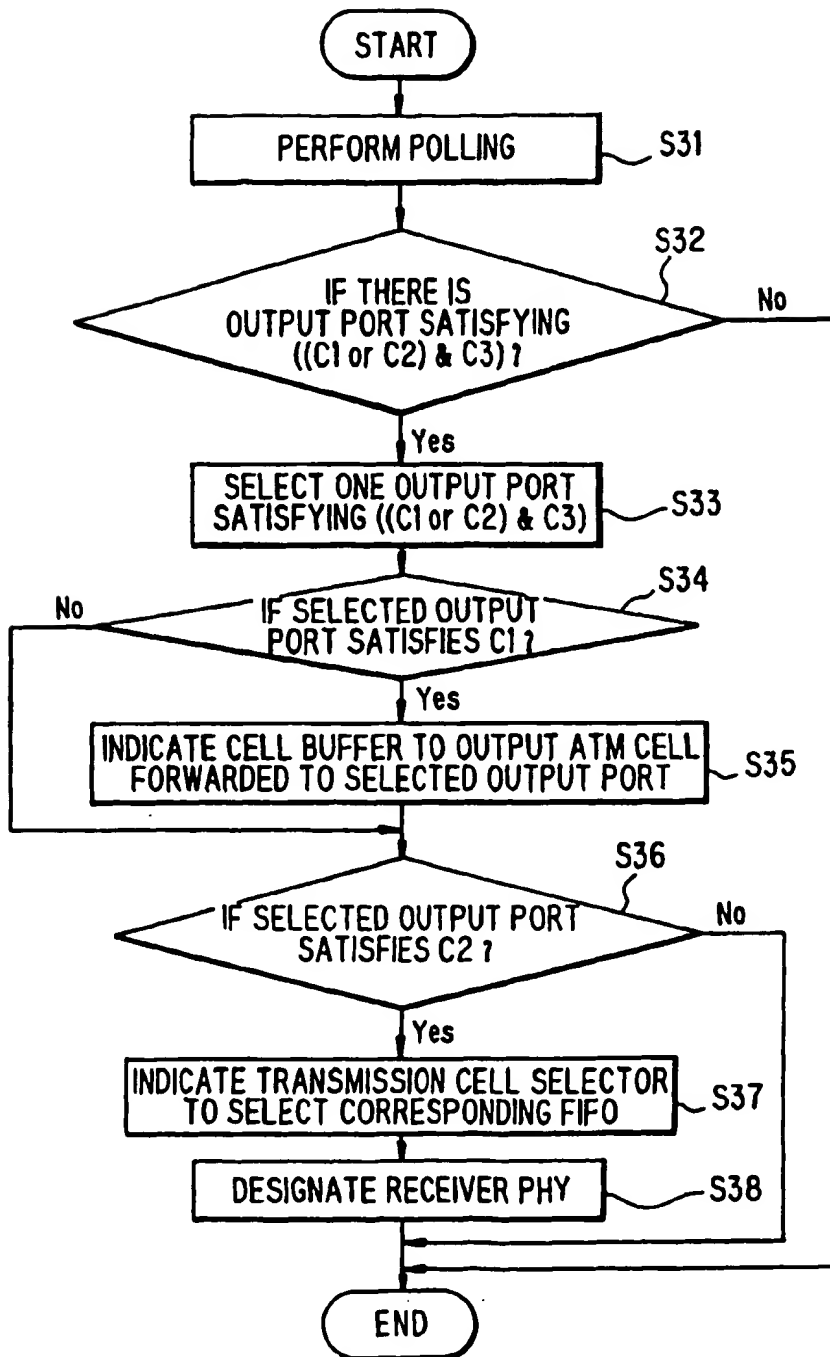 START
PERFORM POLLING
S31
S32
IF THERE IS
OUTPUT PORT SATISFYING
((C1 or C2) & C3) ?
No
Yes
SELECT ONE OUTPUT PORT
SATISFYING ((C1 or C2) & C3)
S33
S34
No
IF SELECTED OUTPUT
PORT SATISFIES C1 ?
Yes
INDICATE CELL BUFFER TO OUTPUT ATM CELL
FORWARDED TO SELECTED OUTPUT PORT
S35
S36
IF SELECTED OUTPUT PORT
SATISFIES C2 ?
No
Yes
INDICATE TRANSMISSION CELL SELECTOR
TO SELECT CORRESPONDING FIFO
S37
DESIGNATE RECEIVER PHY
S38
END